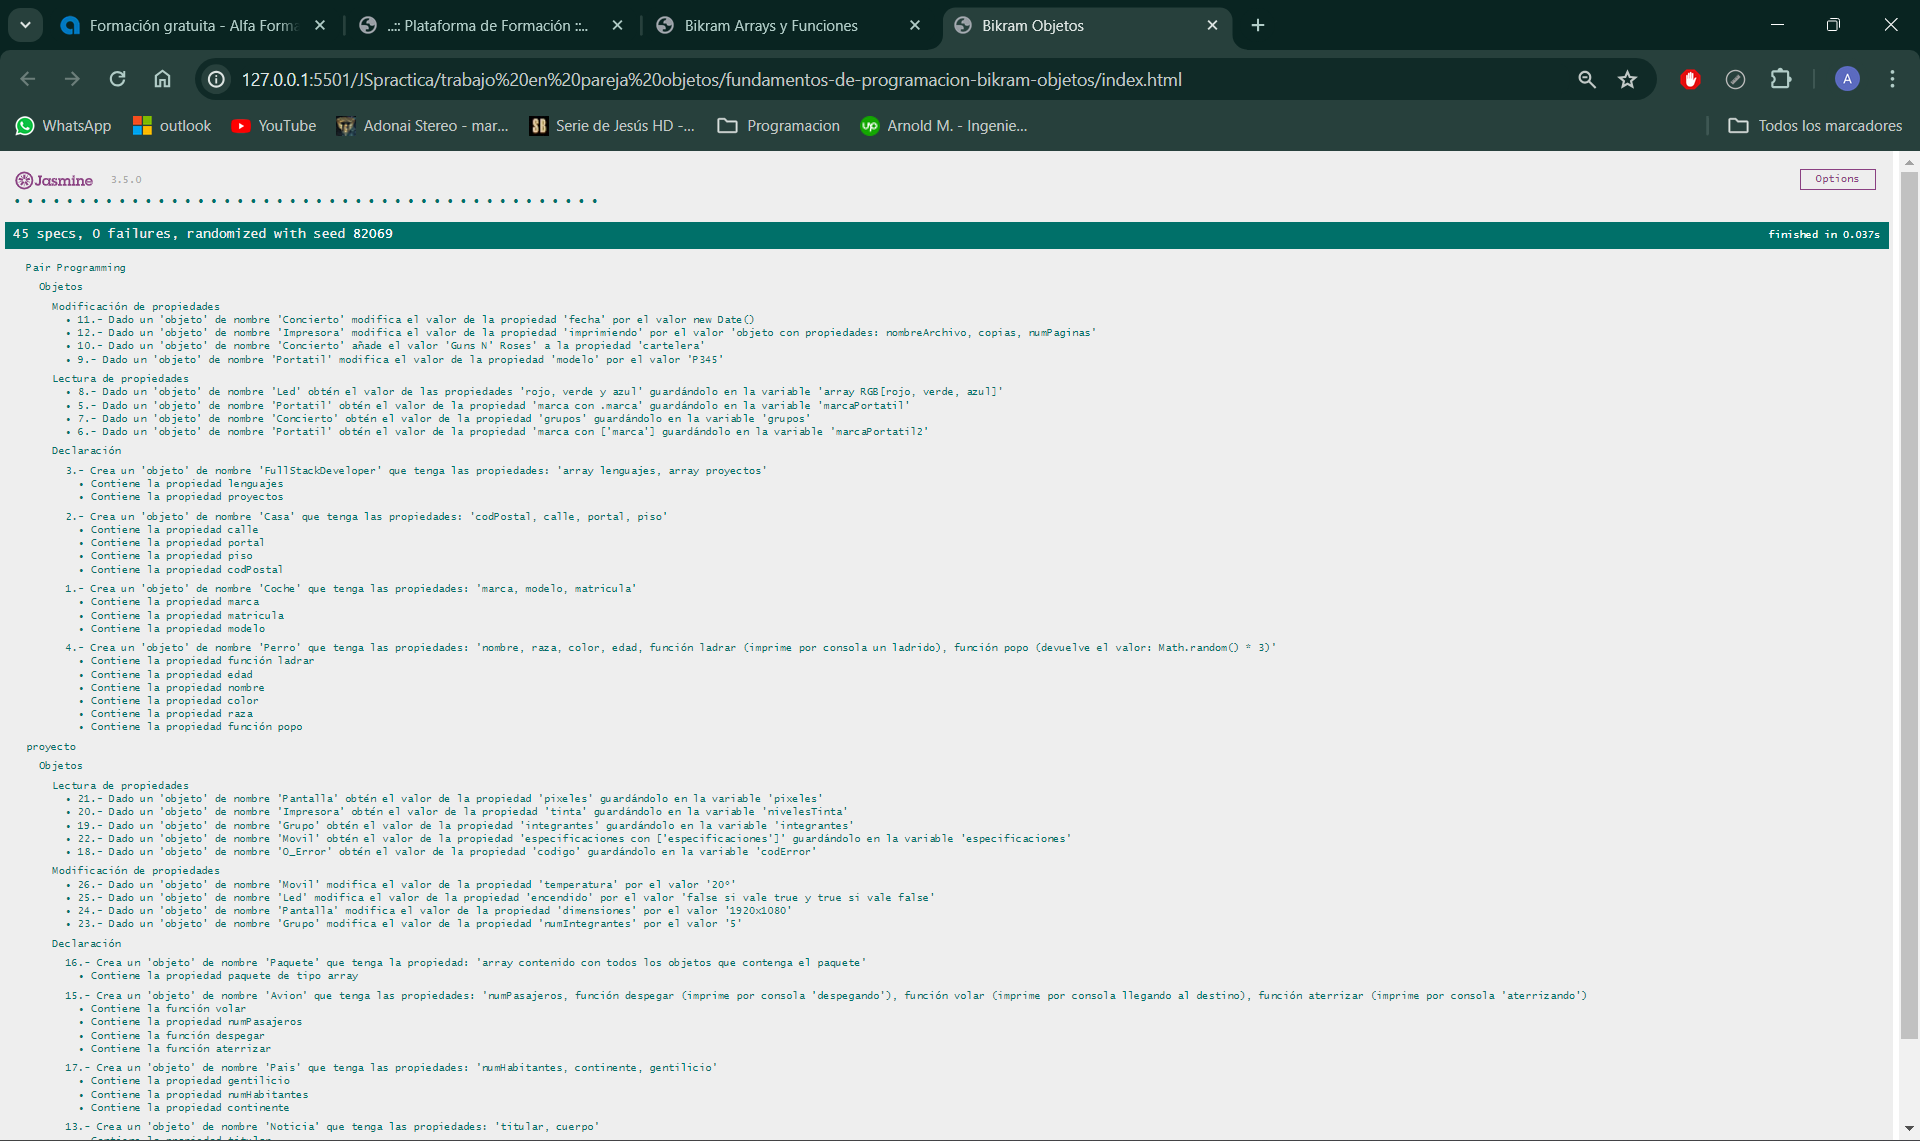 Formación gratuita - Alfa Forma
..:: Plataforma de Formación ::...
Bikram Arrays y Funciones
Bikram Objetos
127.0.0.1:5501/JSpractica/trabajo%20en%20pareja%20objetos/fundamentos-de-programacion-bikram-objetos/index.html
A
WhatsApp
outlook
YouTube
Adonai Stereo - mar...
Serie de Jesús HD -...
Programacion
Arnold M. - Ingenie...
Todos los marcadores
Jasmine 3.5.0
Options
45 specs, 0 failures, randomized with seed 82069
finished in 0.037s
Pair Programming
Objetos
Modificación de propiedades
• 11.- Dado un 'objeto' de nombre 'Concierto' modifica el valor de la propiedad 'fecha' por el valor new Date()
• 12.- Dado un 'objeto' de nombre 'Impresora' modifica el valor de la propiedad 'imprimiendo' por el valor 'objeto con propiedades: nombreArchivo, copias, numPaginas'
• 10.- Dado un 'objeto' de nombre 'Concierto' añade el valor 'Guns N' Roses' a la propiedad 'cartelera'
• 9.- Dado un 'objeto' de nombre 'Portatil' modifica el valor de la propiedad 'modelo' por el valor 'P345'
Lectura de propiedades
• 8.- Dado un 'objeto' de nombre 'Led' obtén el valor de las propiedades 'rojo, verde y azul' guardándolo en la variable 'array RGB[rojo, verde, azul]'
• 5.- Dado un 'objeto' de nombre 'Portatil' obtén el valor de la propiedad 'marca con .marca' guardándolo en la variable 'marcaPortatil'
• 7.- Dado un 'objeto' de nombre 'Concierto' obtén el valor de la propiedad 'grupos' guardándolo en la variable 'grupos'
• 6.- Dado un 'objeto' de nombre 'Portatil' obtén el valor de la propiedad 'marca con ['marca'] guardándolo en la variable 'marcaPortatil2'
Declaración
3.- Crea un 'objeto' de nombre 'FullStackDeveloper' que tenga las propiedades: 'array lenguajes, array proyectos'
• Contiene la propiedad lenguajes
• Contiene la propiedad proyectos
2.- Crea un 'objeto' de nombre 'Casa' que tenga las propiedades: 'codPostal, calle, portal, piso'
• Contiene la propiedad calle
• Contiene la propiedad portal
• Contiene la propiedad piso
• Contiene la propiedad codPostal
1.- Crea un 'objeto' de nombre 'Coche' que tenga las propiedades: 'marca, modelo, matricula'
• Contiene la propiedad marca
• Contiene la propiedad matricula
• Contiene la propiedad modelo
4.- Crea un 'objeto' de nombre 'Perro' que tenga las propiedades: 'nombre, raza, color, edad, función ladrar (imprime por consola un ladrido), función popo (devuelve el valor: Math.random() * 3)'
• Contiene la propiedad función ladrar
• Contiene la propiedad edad
• Contiene la propiedad nombre
• Contiene la propiedad color
• Contiene la propiedad raza
• Contiene la propiedad función popo
proyecto
Objetos
Lectura de propiedades
• 21.- Dado un 'objeto' de nombre 'Pantalla' obtén el valor de la propiedad 'pixeles' guardándolo en la variable 'pixeles'
• 20.- Dado un 'objeto' de nombre 'Impresora' obtén el valor de la propiedad 'tinta' guardándolo en la variable 'nivelesTinta'
• 19.- Dado un 'objeto' de nombre 'Grupo' obtén el valor de la propiedad 'integrantes' guardándolo en la variable 'integrantes'
• 22.- Dado un 'objeto' de nombre 'Movil' obtén el valor de la propiedad 'especificaciones con ['especificaciones']' guardándolo en la variable 'especificaciones'
• 18.- Dado un 'objeto' de nombre 'O_Error' obtén el valor de la propiedad 'codigo' guardándolo en la variable 'codError'
Modificación de propiedades
• 26.- Dado un 'objeto' de nombre 'Movil' modifica el valor de la propiedad 'temperatura' por el valor '20º'
• 25.- Dado un 'objeto' de nombre 'Led' modifica el valor de la propiedad 'encendido' por el valor 'false si vale true y true si vale false'
• 24.- Dado un 'objeto' de nombre 'Pantalla' modifica el valor de la propiedad 'dimensiones' por el valor '1920x1080'
• 23.- Dado un 'objeto' de nombre 'Grupo' modifica el valor de la propiedad 'numIntegrantes' por el valor '5'
Declaración
16.- Crea un 'objeto' de nombre 'Paquete' que tenga la propiedad: 'array contenido con todos los objetos que contenga el paquete'
• Contiene la propiedad paquete de tipo array
15.- Crea un 'objeto' de nombre 'Avion' que tenga las propiedades: 'numPasajeros, función despegar (imprime por consola 'despegando'), función volar (imprime por consola llegando al destino), función aterrizar (imprime por consola 'aterrizando')
• Contiene la función volar
• Contiene la propiedad numPasajeros
• Contiene la función despegar
• Contiene la función aterrizar
17.- Crea un 'objeto' de nombre 'Pais' que tenga las propiedades: 'numHabitantes, continente, gentilicio'
• Contiene la propiedad gentilicio
• Contiene la propiedad numHabitantes
• Contiene la propiedad continente
13.- Crea un 'objeto' de nombre 'Noticia' que tenga las propiedades: 'titular, cuerpo'